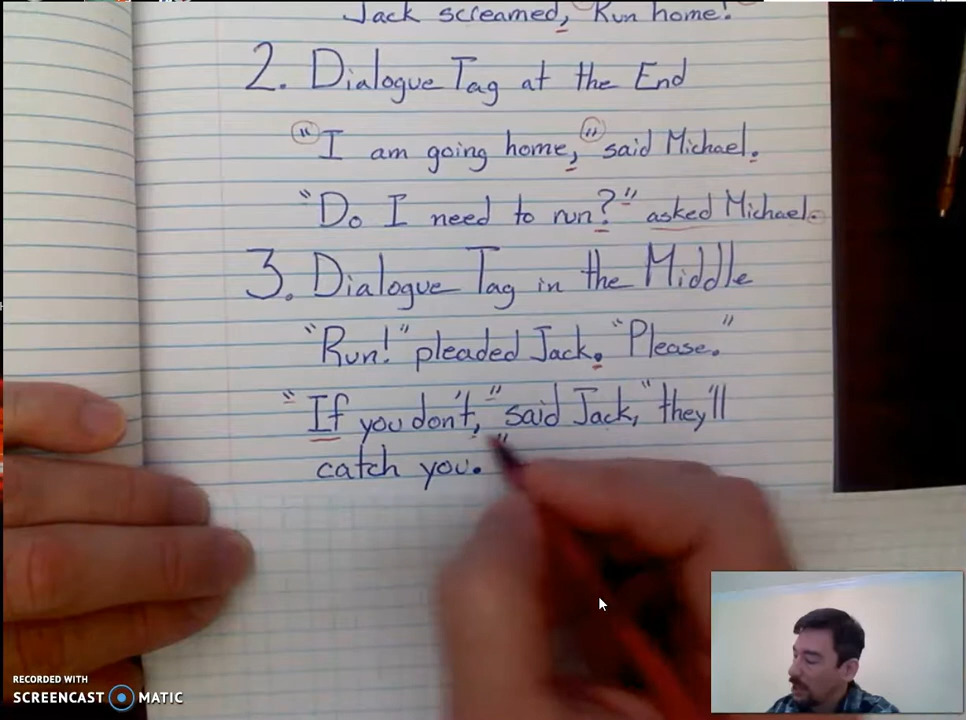 Jack screamed, "Run home!"
2. Dialogue Tag at the End
"I am going home," said Michael.
"Do I need to run?" asked Michael.
3. Dialogue Tag in the Middle
"Run!" pleaded Jack. "Please."
"If you don't," said Jack, "they'll
catch you."
RECORDED WITH
SCREENCAST MATIC